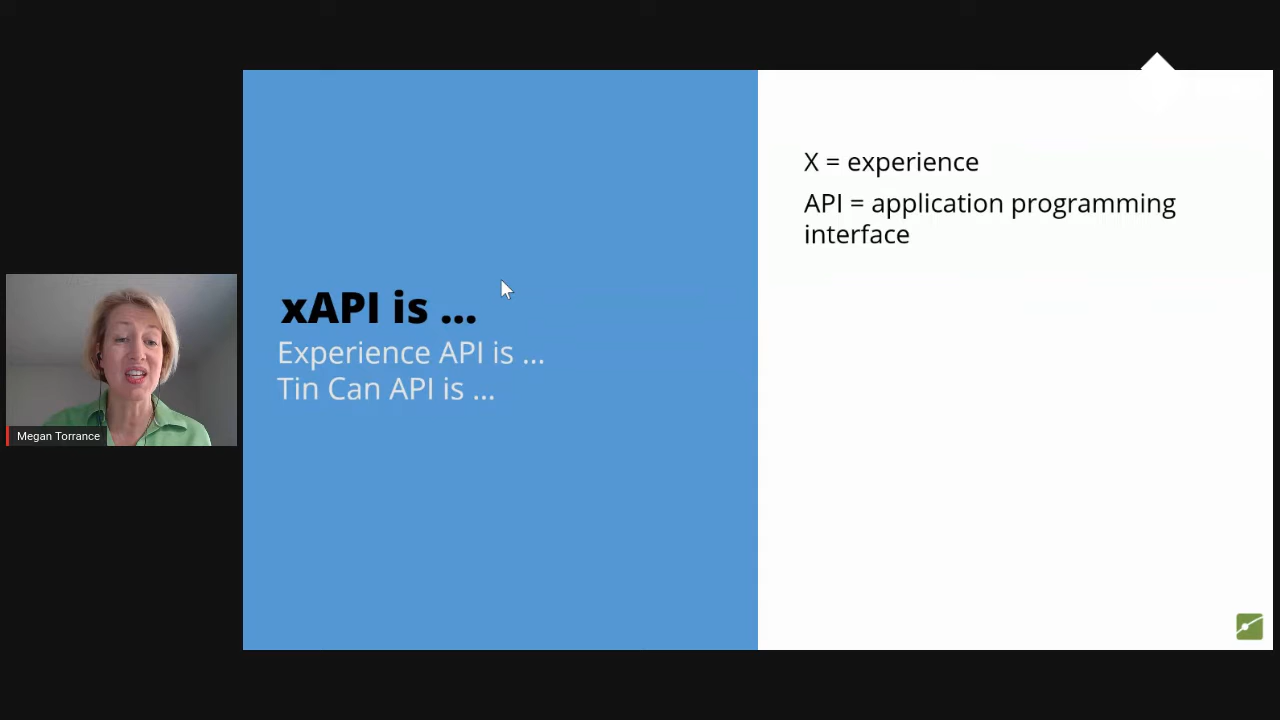 xAPI is ...
Experience API is ...
Tin Can API is ...
X = experience
API = application programming
interface
Megan Torrance